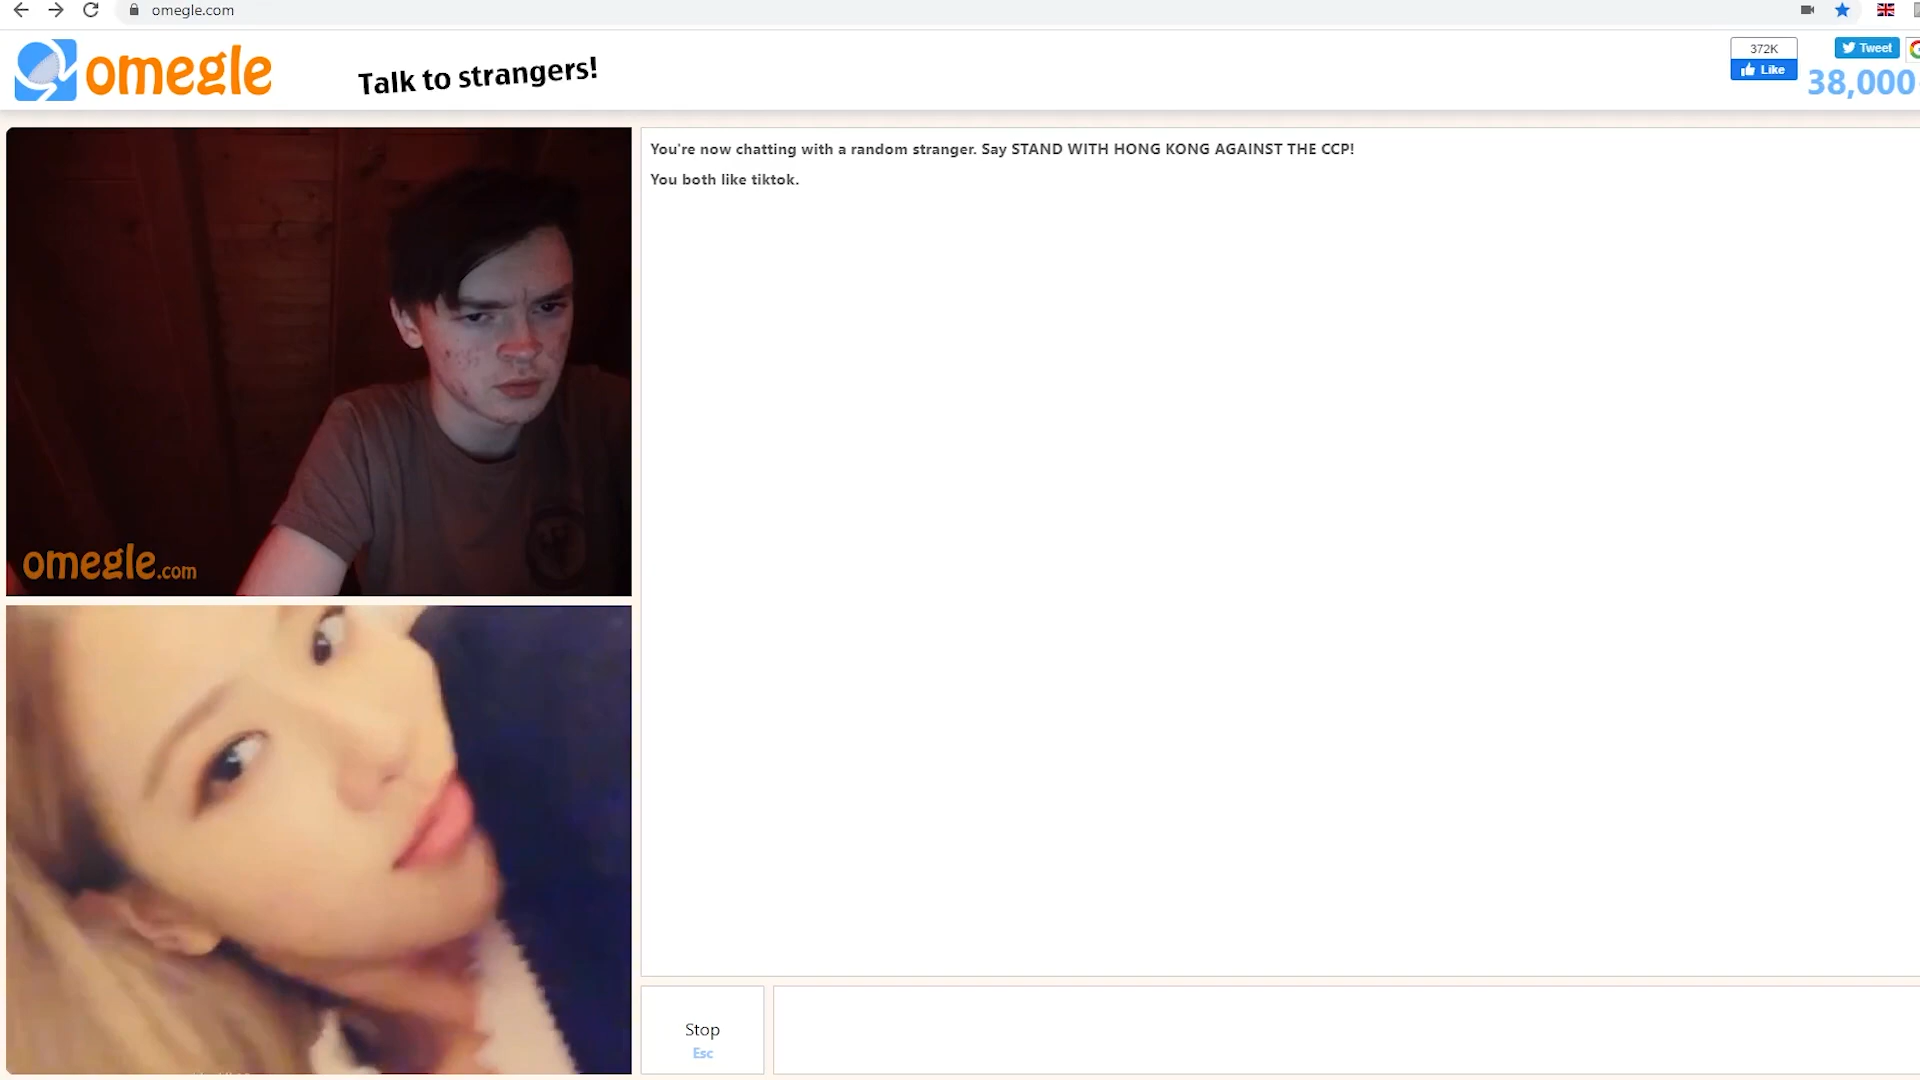 omegle.com
omegle
Talk to strangers!
372K
Like
Tweet
38,000
You're now chatting with a random stranger. Say STAND WITH HONG KONG AGAINST THE CCP!
You both like tiktok.
omegle.com
Stop
Esc